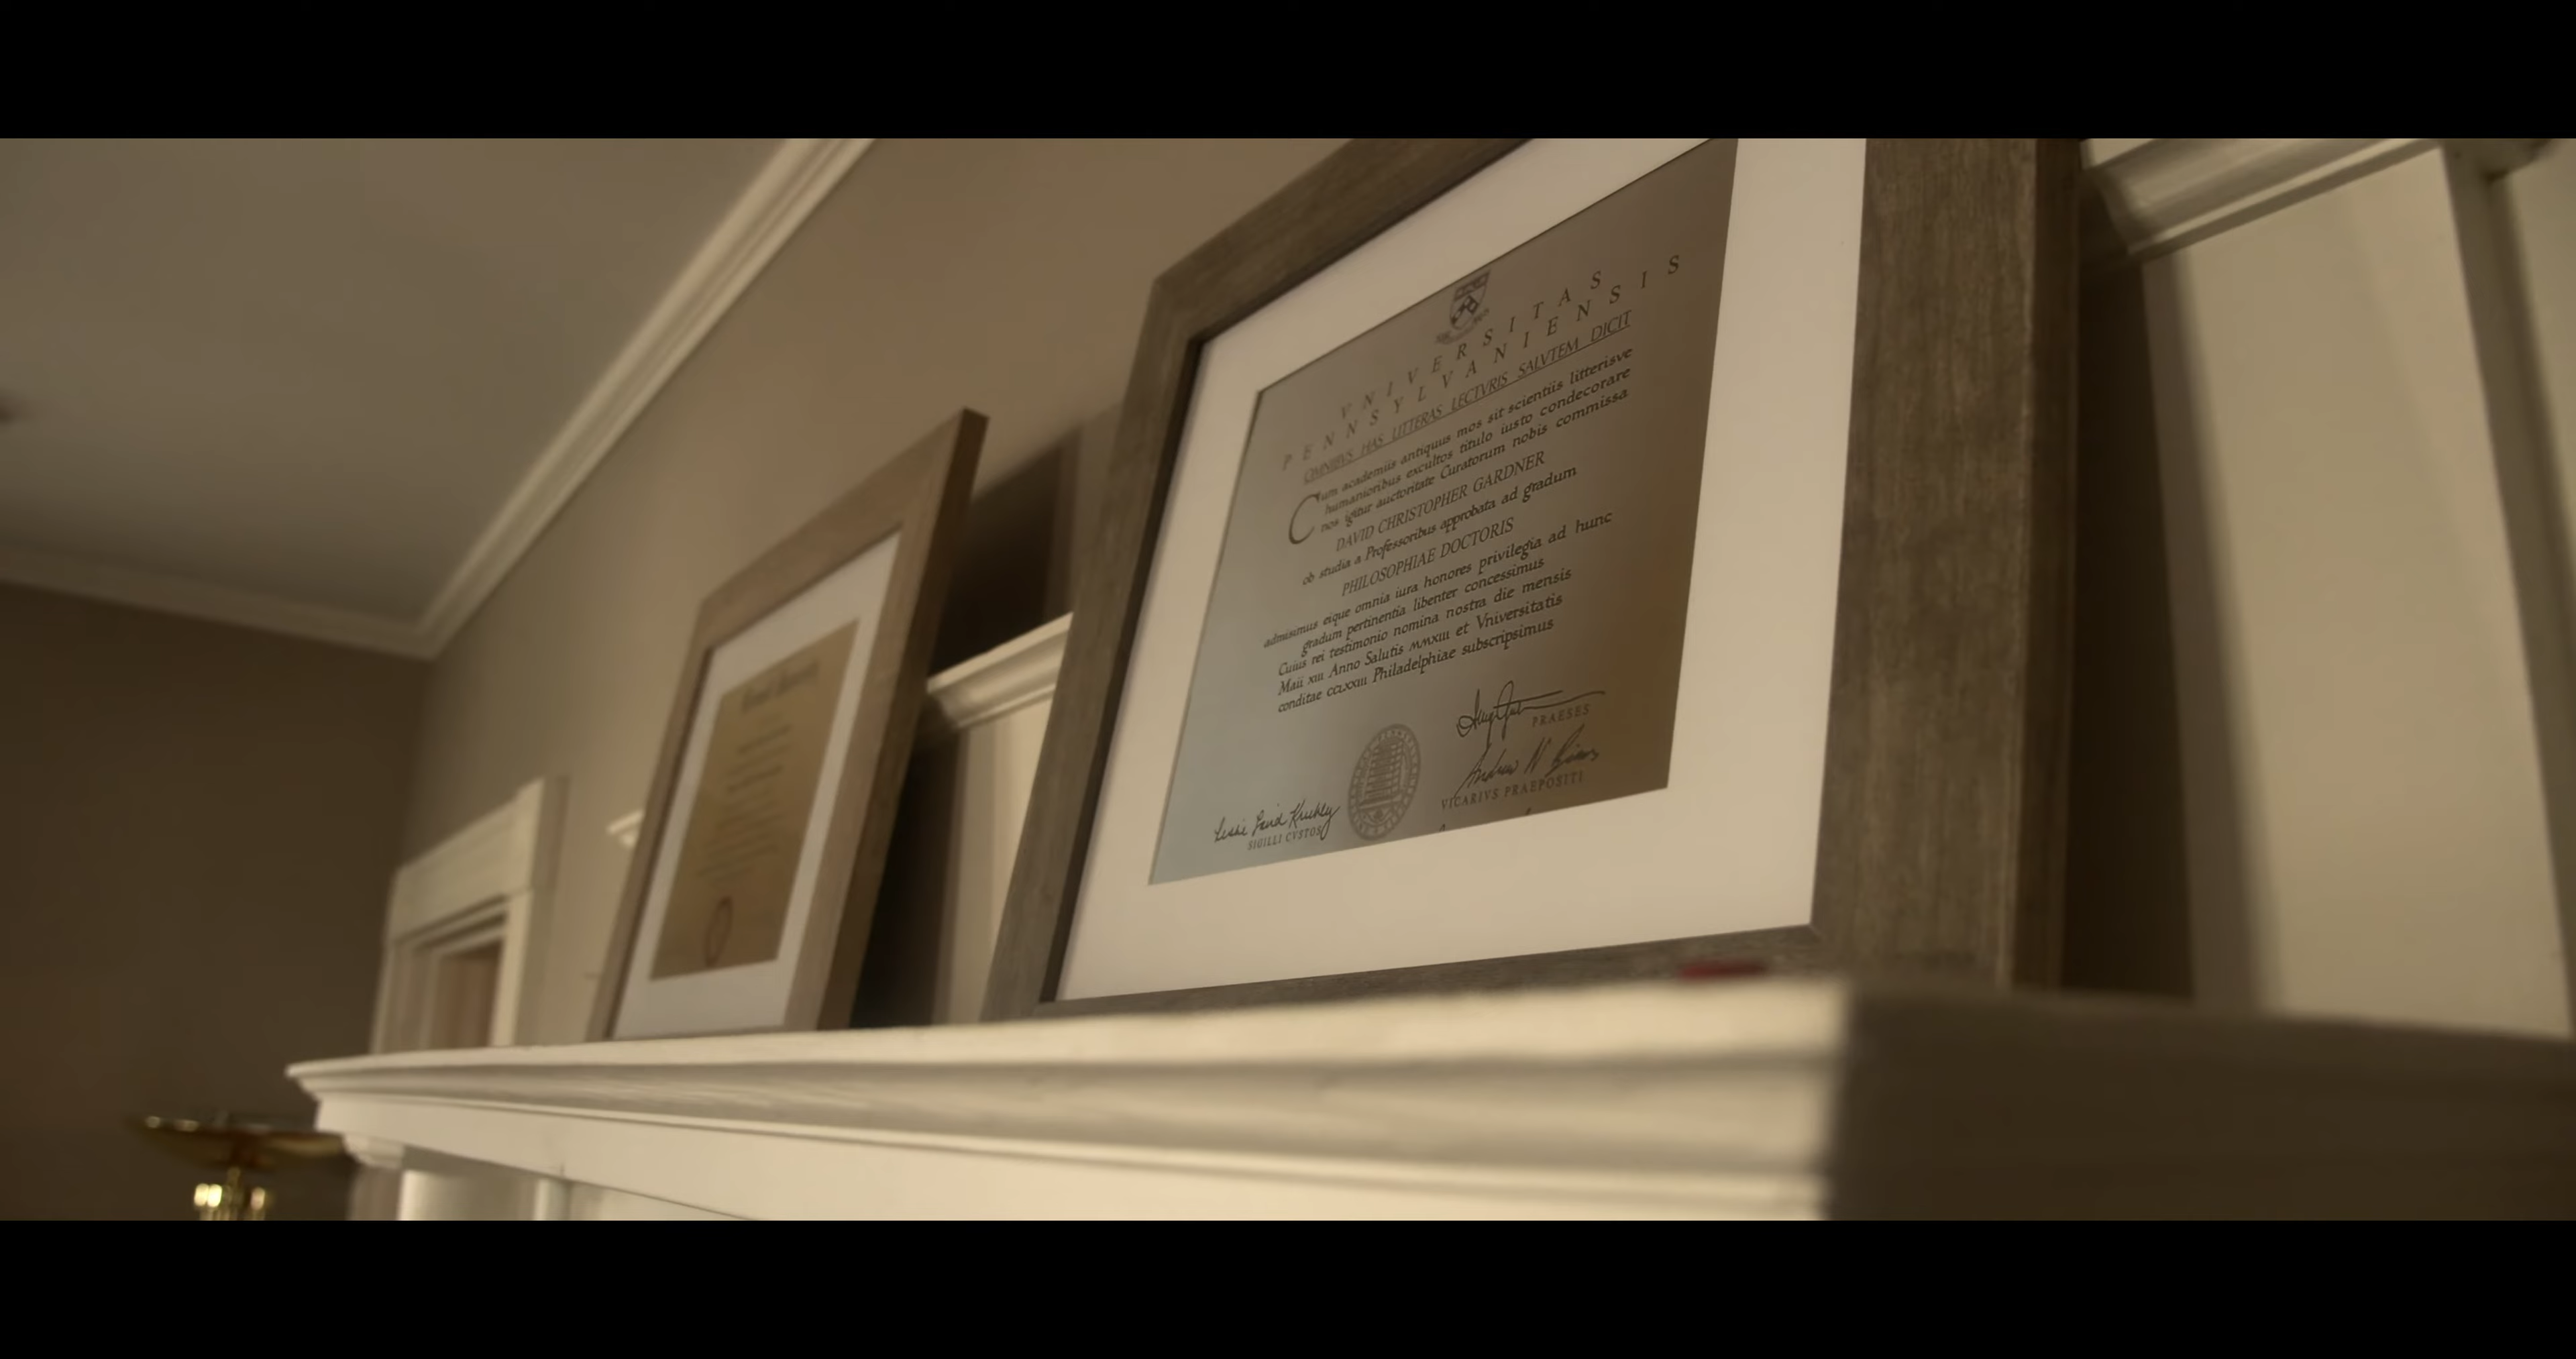 VNIVERSITAS
PENNSYLVANIENSIS
OMNIBVS HAS LITTERAS LECTVRIS SALVTEM DICIT
Cum academiis antiquus mos sit scientiis litterisve
humanioribus excultos titulo iusto condecorare
nos igitur auctoritate Curatorum nobis commissa
DAVID CHRISTOPHER GARDNER
ob studia a Professoribus approbata ad gradum
PHILOSOPHIAE DOCTORIS
admisimus eique omnia iura honores privilegia ad hunc
gradum pertinentia libenter concessimus
Cuius rei testimonio nomina nostra die mensis
Maii XIII Anno Salutis MMXIII et Vniversitatis
conditae CCLXXIII Philadelphiae subscripsimus
PRAESES
VICARIVS PRAEPOSITI
SIGILLI CVSTOS